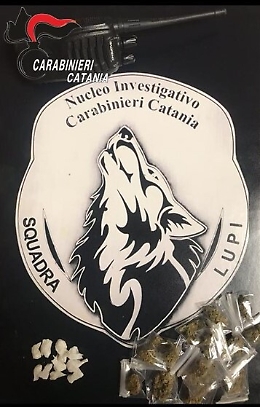 CARABINIERI
CATANIA
Nucleo Investigativo
Carabinieri Catania
SQUADRA
LUPI